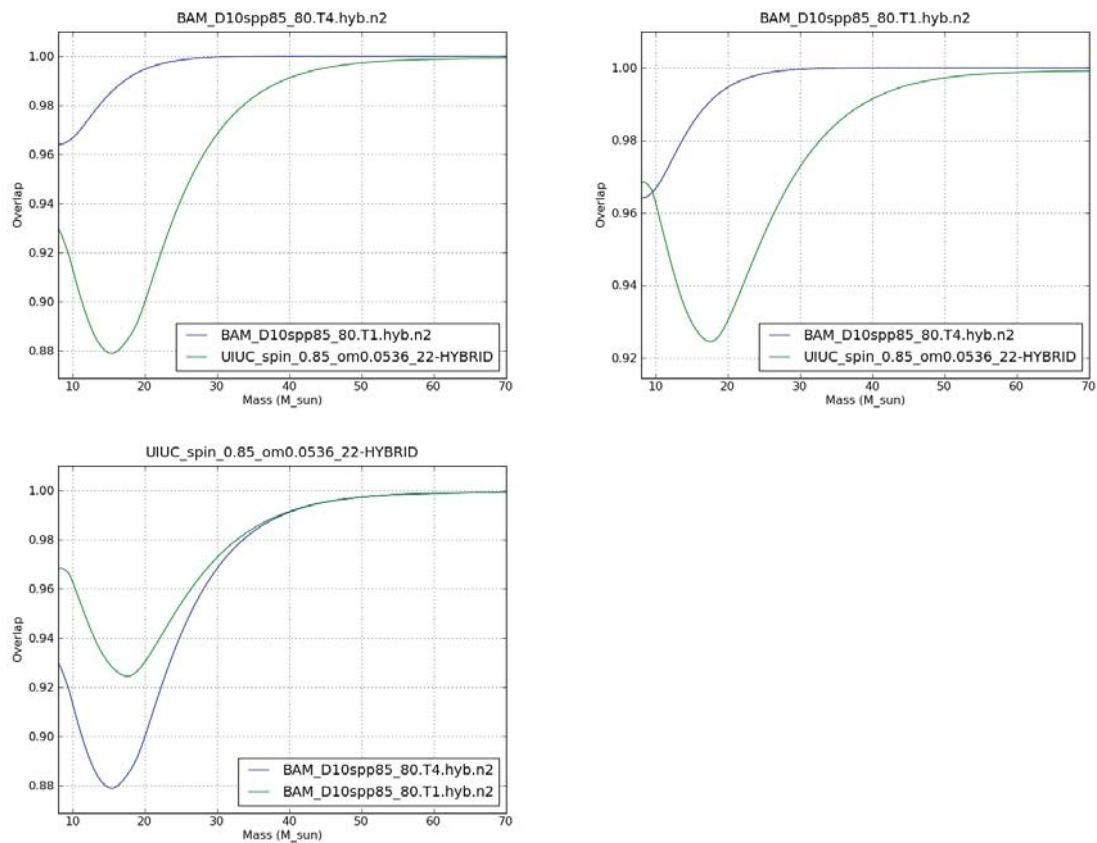 BAM_D10spp85_80.T4.hyb.n2
1.00
0.98
0.96
0.94
0.92
0.90
0.88
Overlap
BAM_D10spp85_80.T1.hyb.n2
UIUC_spin_0.85_om0.0536_22-HYBRID
10 20 30 40 50 60 70
Mass (M_sun)
BAM_D10spp85_80.T1.hyb.n2
1.00
0.98
0.96
0.94
0.92
Overlap
BAM_D10spp85_80.T4.hyb.n2
UIUC_spin_0.85_om0.0536_22-HYBRID
10 20 30 40 50 60 70
Mass (M_sun)
UIUC_spin_0.85_om0.0536_22-HYBRID
1.00
0.98
0.96
0.94
0.92
0.90
0.88
Overlap
BAM_D10spp85_80.T4.hyb.n2
BAM_D10spp85_80.T1.hyb.n2
10 20 30 40 50 60 70
Mass (M_sun)